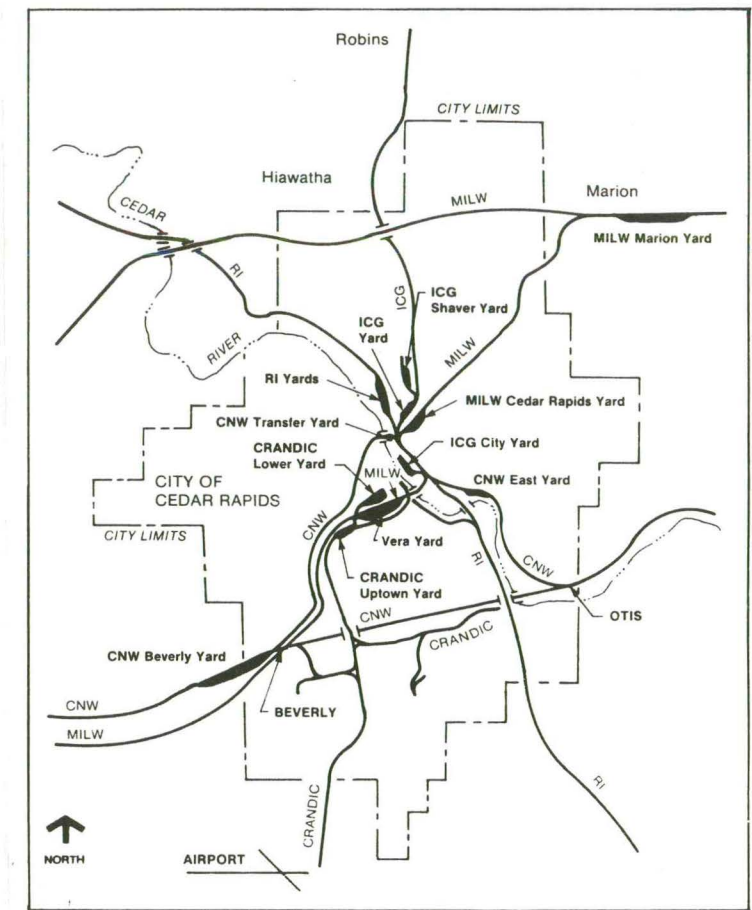 Robins
CITY LIMITS
Hiawatha
Marion
CEDAR
MILW
MILW Marion Yard
RI
ICG
ICG
Shaver Yard
ICG
Yard
MILW
RIVER
RI Yards
MILW Cedar Rapids Yard
CNW Transfer Yard
CRANDIC
Lower Yard
ICG City Yard
MILW
CNW East Yard
CITY OF
CEDAR RAPIDS
CITY LIMITS
CNW
Vera Yard
RI
CNW
CRANDIC
Uptown Yard
CNW
OTIS
CRANDIC
CNW Beverly Yard
BEVERLY
CNW
MILW
CRANDIC
RI
NORTH
AIRPORT